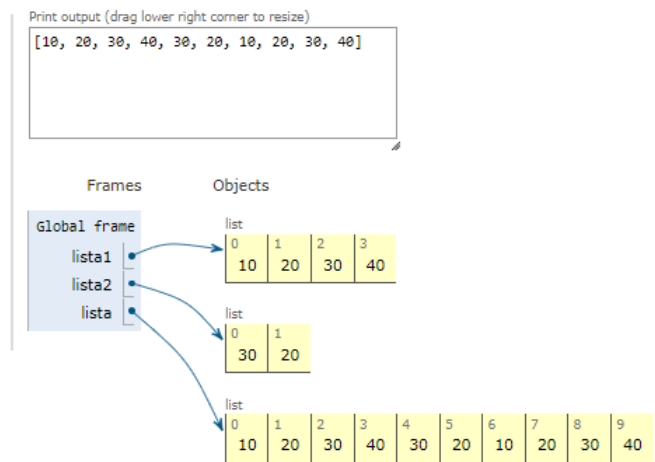 Print output (drag lower right corner to resize)
[10, 20, 30, 40, 30, 20, 10, 20, 30, 40]
Frames Objects
Global frame
lista1
lista2
lista
list
0 1 2 3
10 20 30 40
list
0 1
30 20
list
0 1 2 3 4 5 6 7 8 9
10 20 30 40 30 20 10 20 30 40